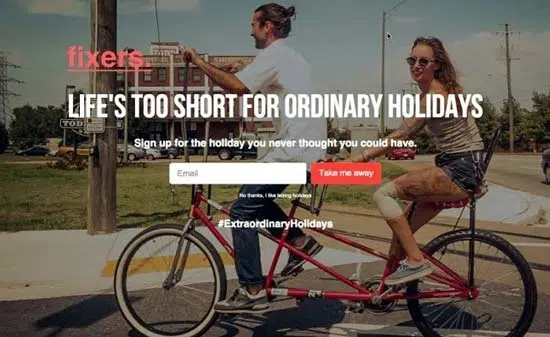 fixers.
LIFE'S TOO SHORT FOR ORDINARY HOLIDAYS
Sign up for the holiday you never thought you could have.
Email
Take me away
No thanks, i like boring holidays
#ExtraordinaryHolidays